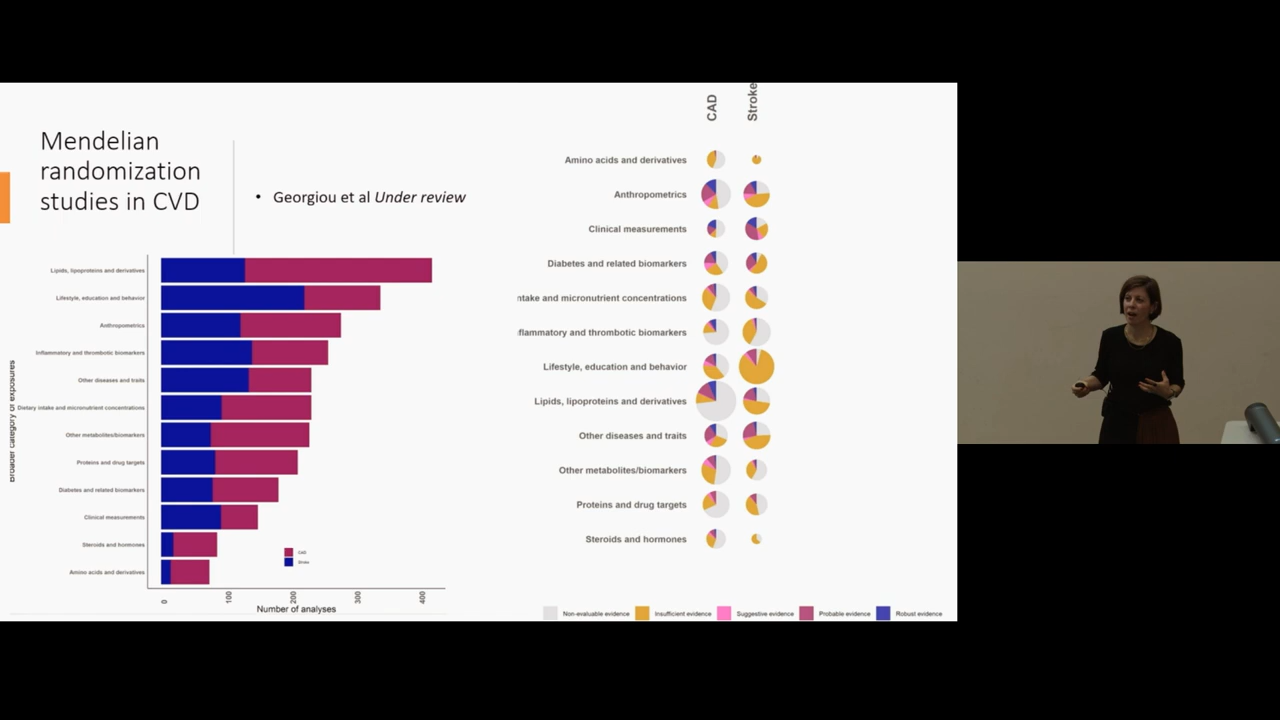 Mendelian
randomization
studies in CVD
• Georgiou et al Under review
Broader category of exposures
Lipids, lipoproteins and derivatives
Lifestyle, education and behavior
Anthropometrics
Inflammatory and thrombotic biomarkers
Other diseases and traits
Dietary intake and micronutrient concentrations
Other metabolites/biomarkers
Proteins and drug targets
Diabetes and related biomarkers
Clinical measurements
Steroids and hormones
Amino acids and derivatives
CAD
Stroke
0 100 200 300 400
Number of analyses
CAD Stroke
Amino acids and derivatives
Anthropometrics
Clinical measurements
Diabetes and related biomarkers
ntake and micronutrient concentrations
flammatory and thrombotic biomarkers
Lifestyle, education and behavior
Lipids, lipoproteins and derivatives
Other diseases and traits
Other metabolites/biomarkers
Proteins and drug targets
Steroids and hormones
Non-evaluable evidence Insufficient evidence Suggestive evidence Probable evidence Robust evidence